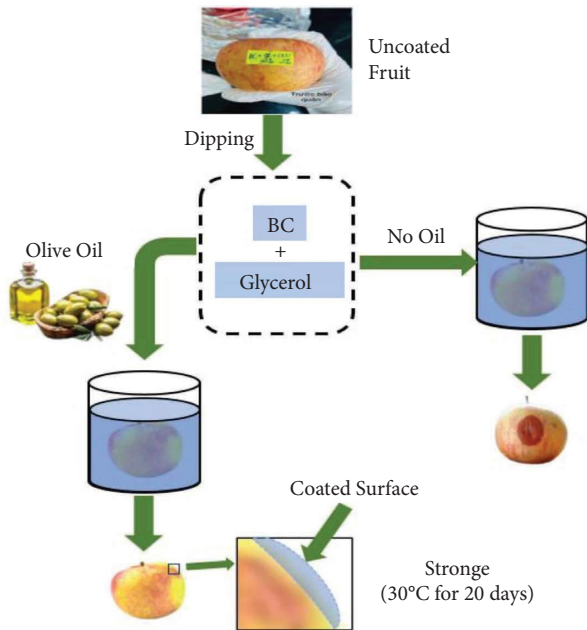 Uncoated
Fruit
Dipping
BC
+
Glycerol
Olive Oil
No Oil
Coated Surface
Stronge
(30°C for 20 days)